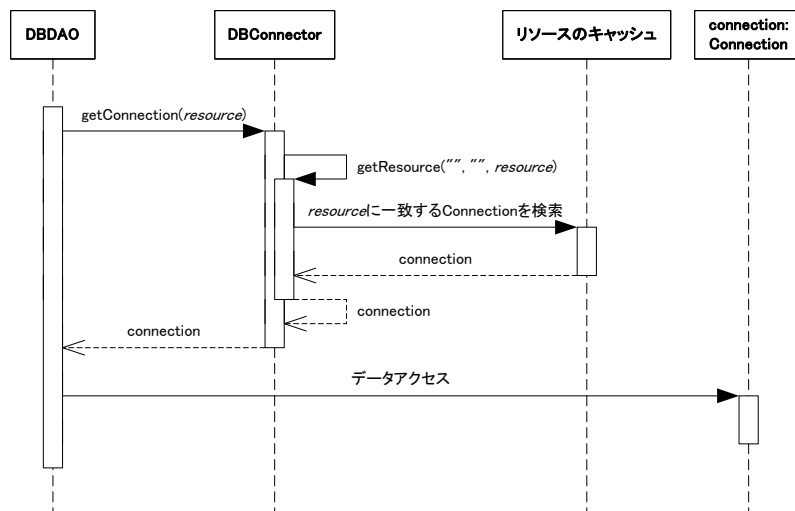 DBDAO
DBConnector
リソースのキャッシュ
connection:
Connection
getConnection(resource)
getResource("", "", resource)
resourceに一致するConnectionを検索
connection
connection
connection
データアクセス